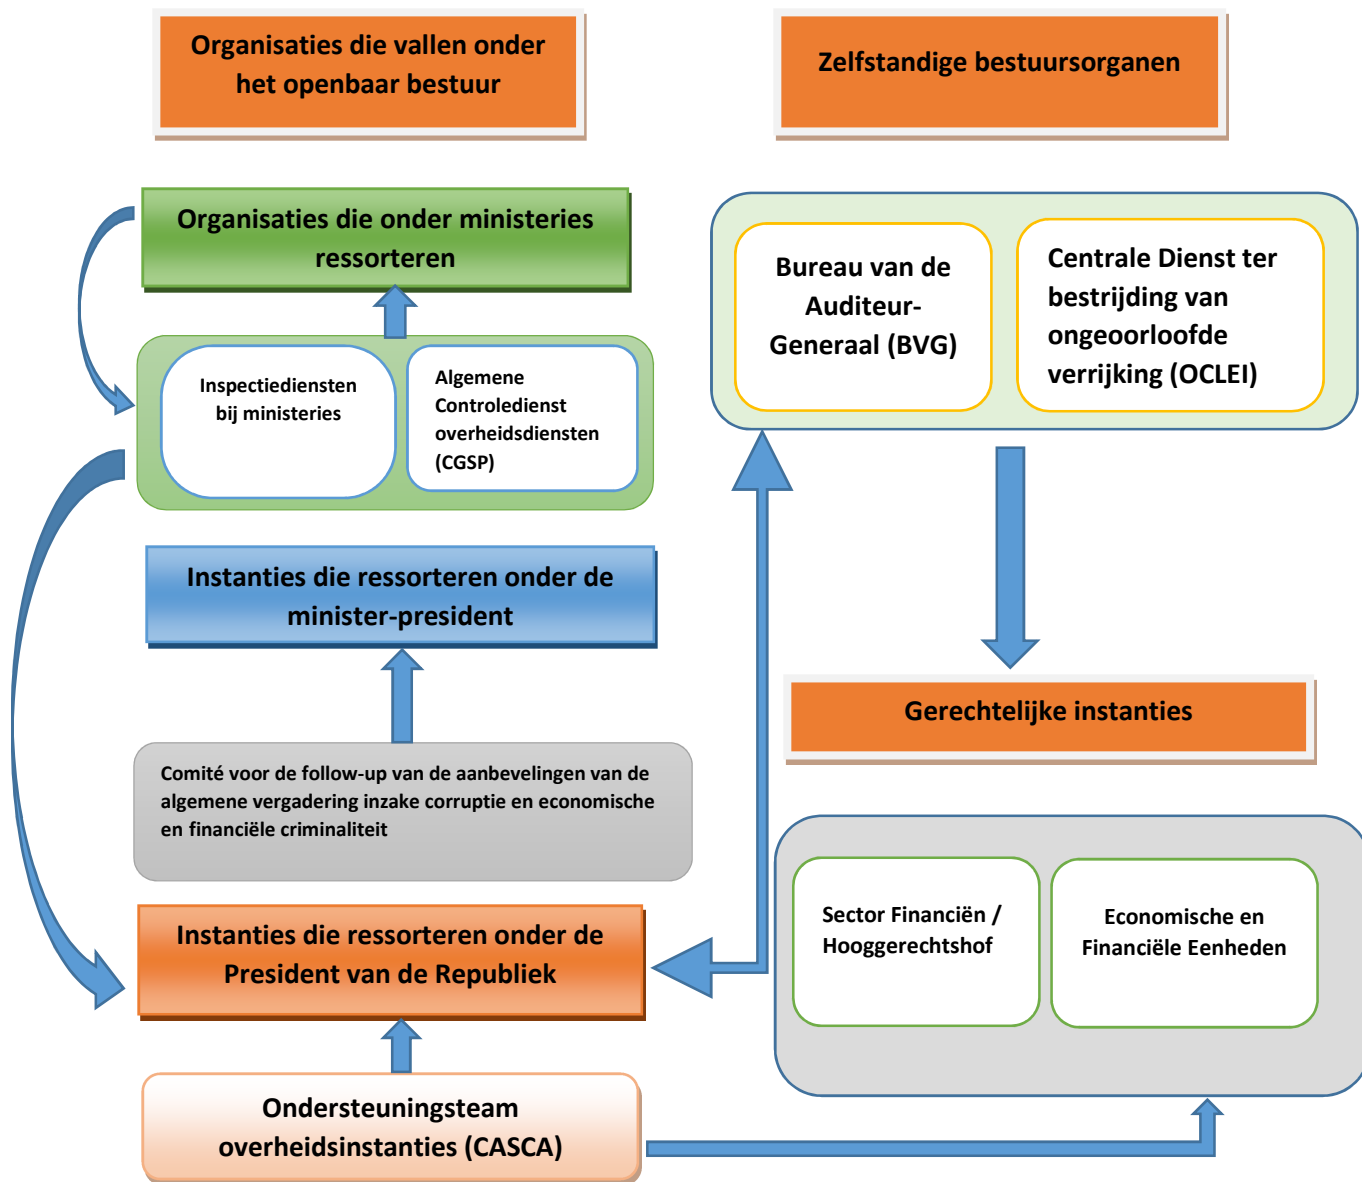 Organisaties die vallen onder
het openbaar bestuur
Zelfstandige bestuursorganen
Organisaties die onder ministeries
ressorteren
Inspectiediensten
bij ministeries
Algemene
Controledienst
overheidsdiensten
(CGSP)
Bureau van de
Auditeur-
Generaal (BVG)
Centrale Dienst ter
bestrijding van
ongeoorloofde
verrijking (OCLEI)
Instanties die ressorteren onder de
minister-president
Comité voor de follow-up van de aanbevelingen van de
algemene vergadering inzake corruptie en economische
en financiële criminaliteit
Gerechtelijke instanties
Sector Financiën /
Hooggerechtshof
Economische en
Financiële Eenheden
Instanties die ressorteren onder de
President van de Republiek
Ondersteuningsteam
overheidsinstanties (CASCA)